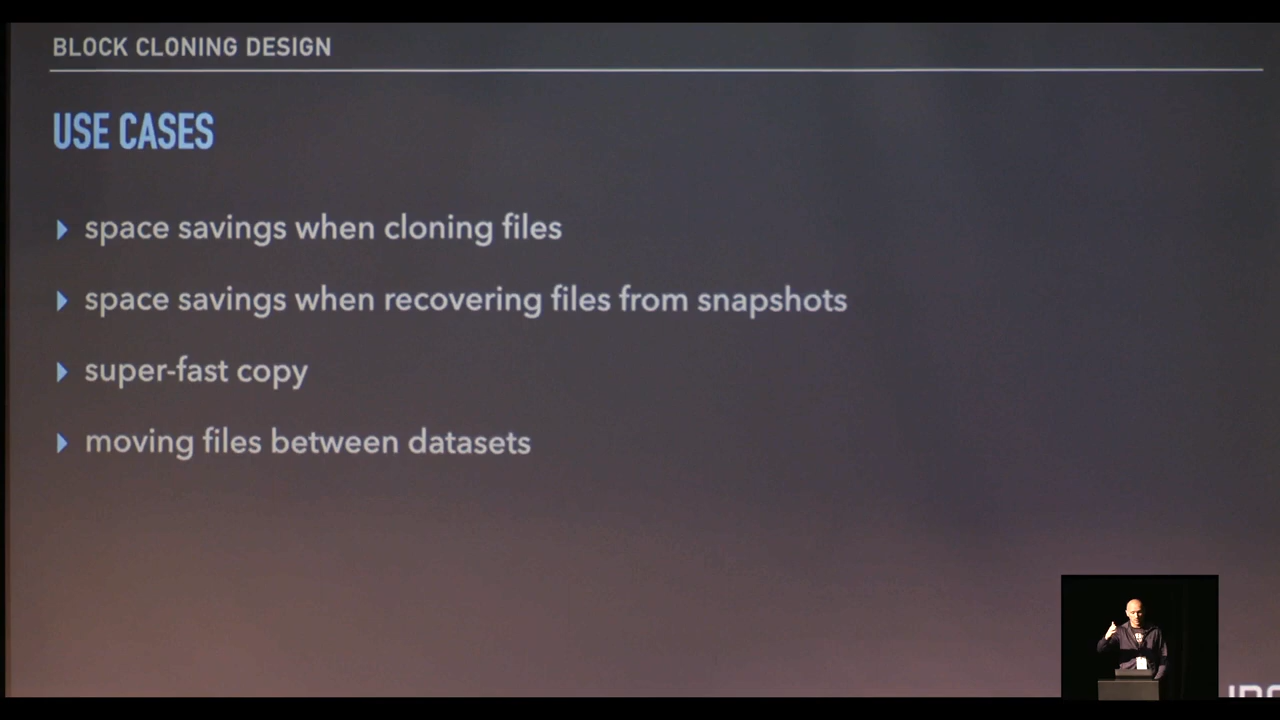 BLOCK CLONING DESIGN
USE CASES
space savings when cloning files
space savings when recovering files from snapshots
super-fast copy
moving files between datasets